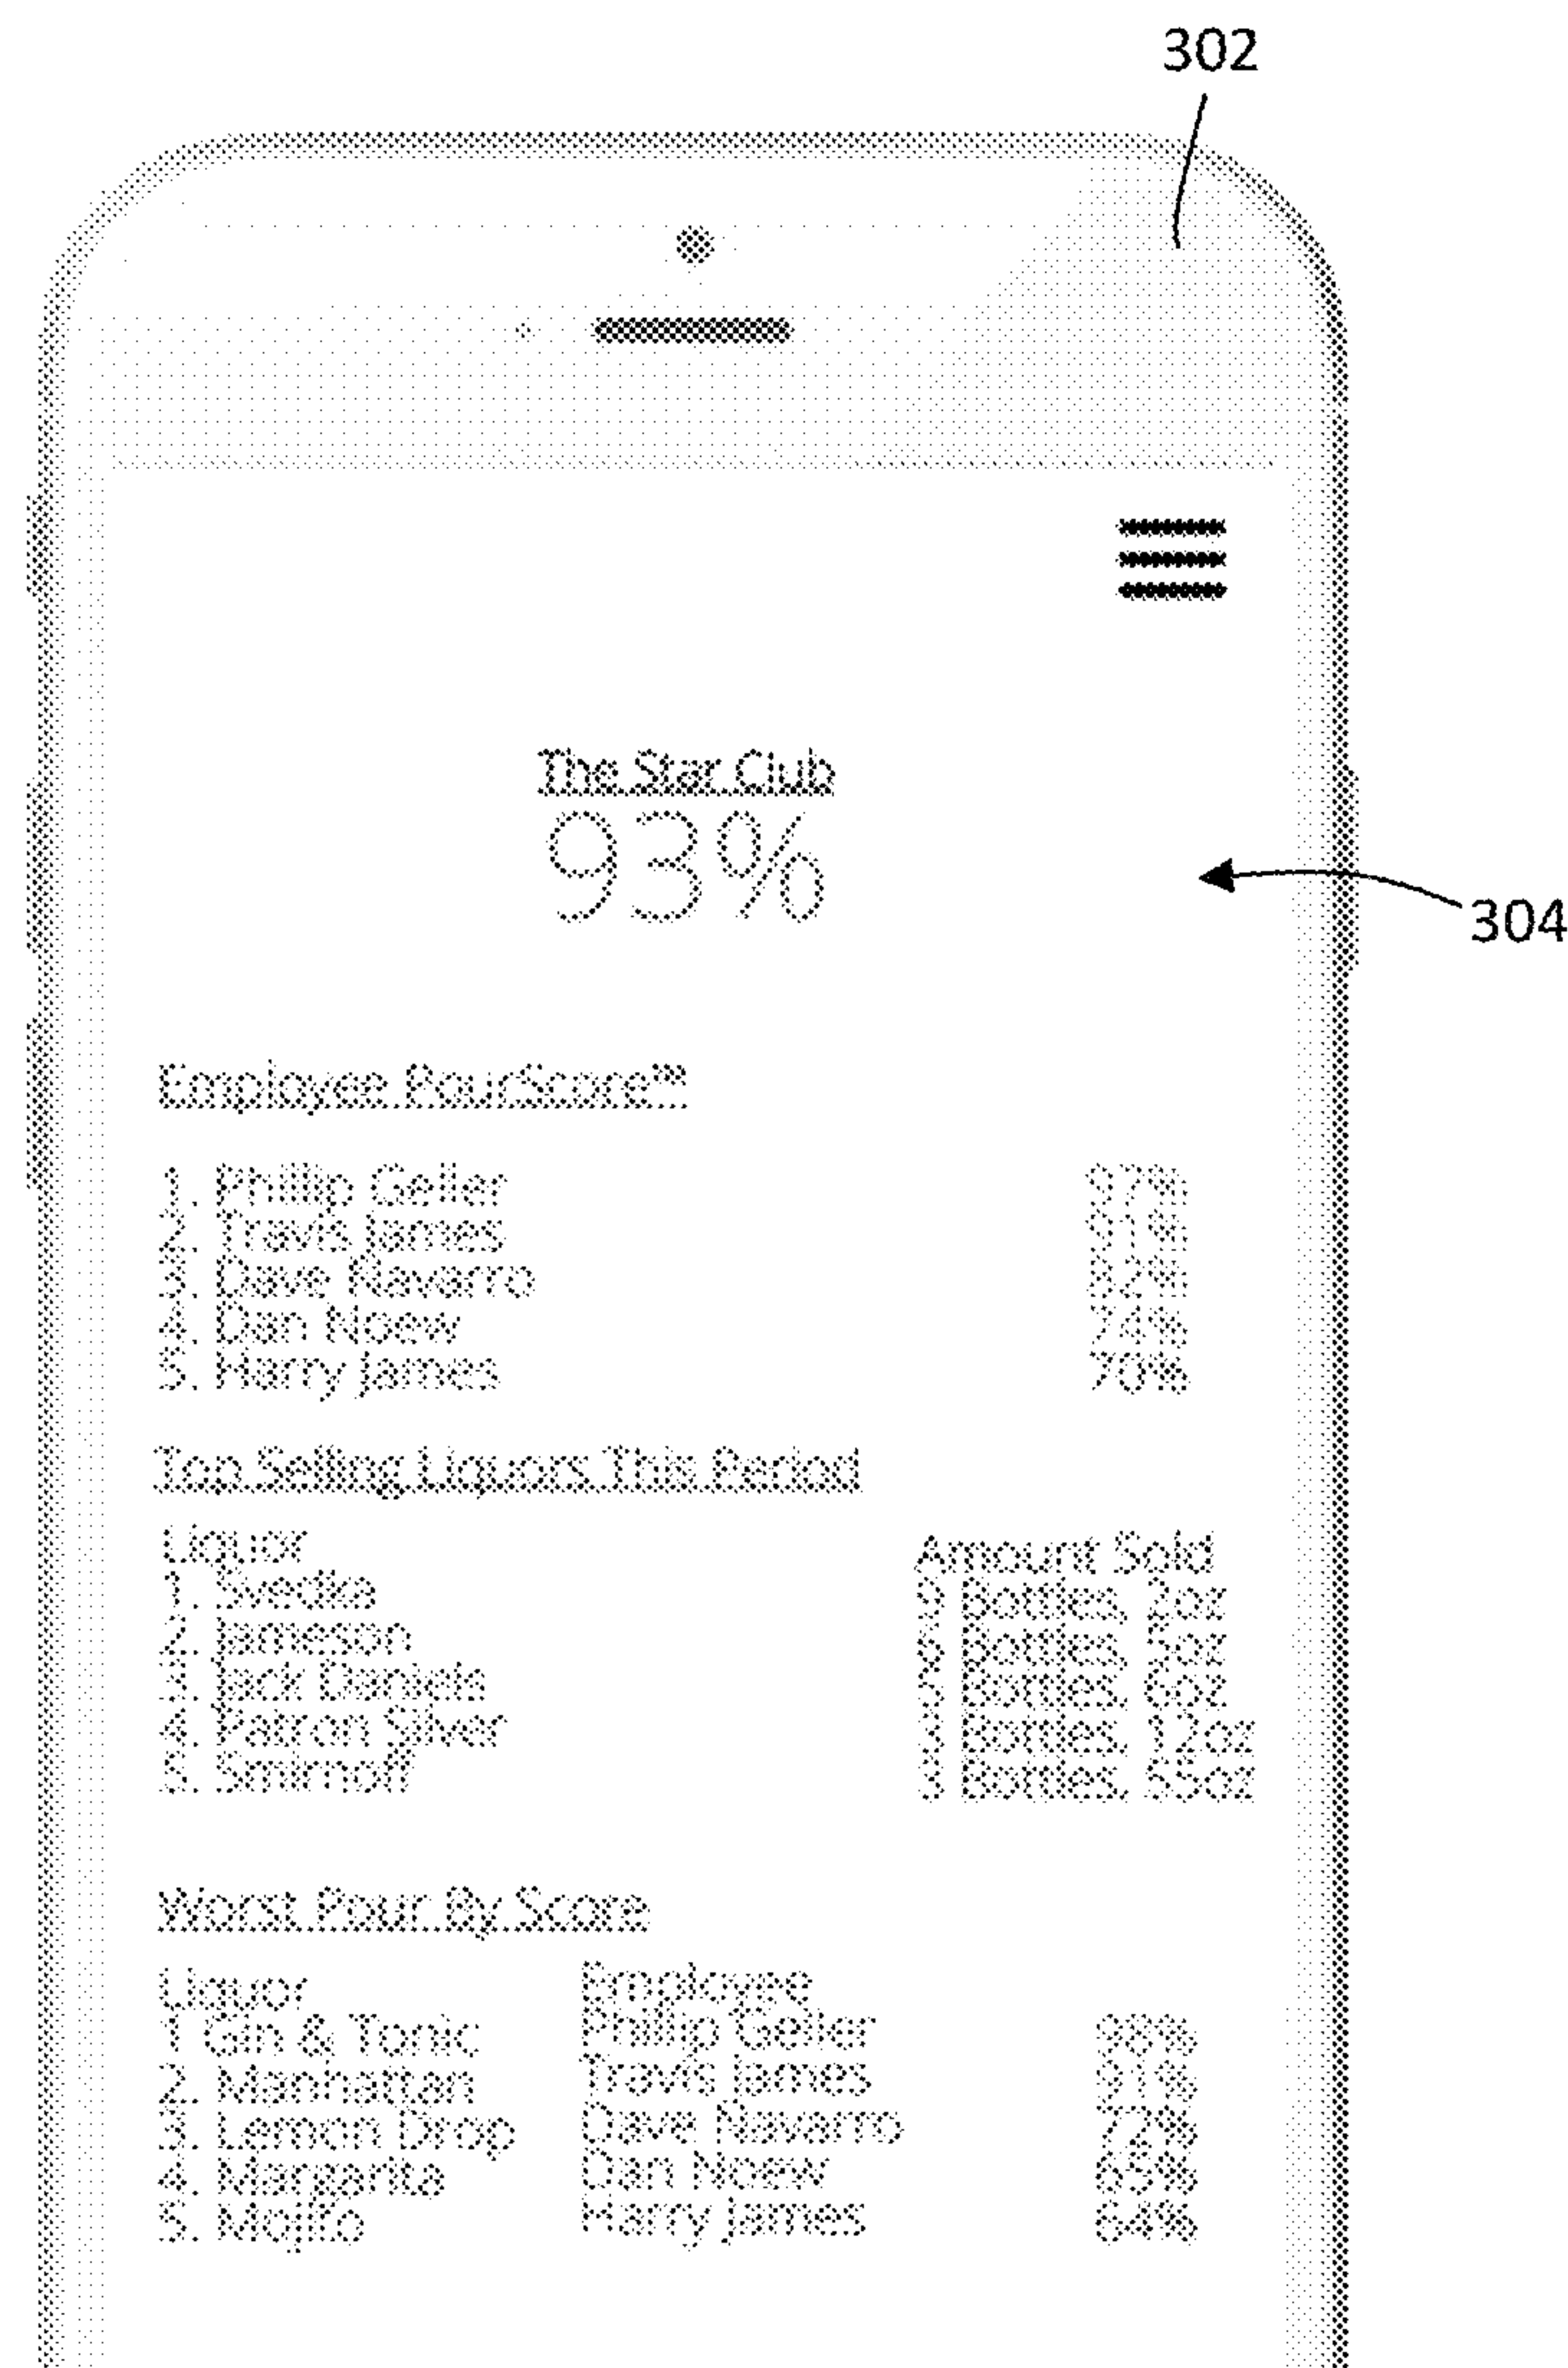 302
The Star Club
93%
304
Employee PourScore™
1. Phillip Geller 97%
2. Travis James 91%
3. Dave Navarro 82%
4. Dan Noew 74%
5. Harry James 70%
Top Selling Liquors This Period
Liquor Amount Sold
1. Svedka 9 Bottles, 2oz
2. Jameson 6 Bottles, 5oz
3. Jack Daniels 5 Bottles, 6oz
4. Patron Silver Bottles, 12oz
5. Smirnoff 3 Bottles, 55oz
Worst Pour By Score
Liquor Employee
1 Gin & Tonic Phillip Geller 98%
2. Manhattan Travis James 91%
3. Lemon Drop Dave Navarro 72%
4. Margarita Dan Noew 65%
5. Mojito Harry James 64%